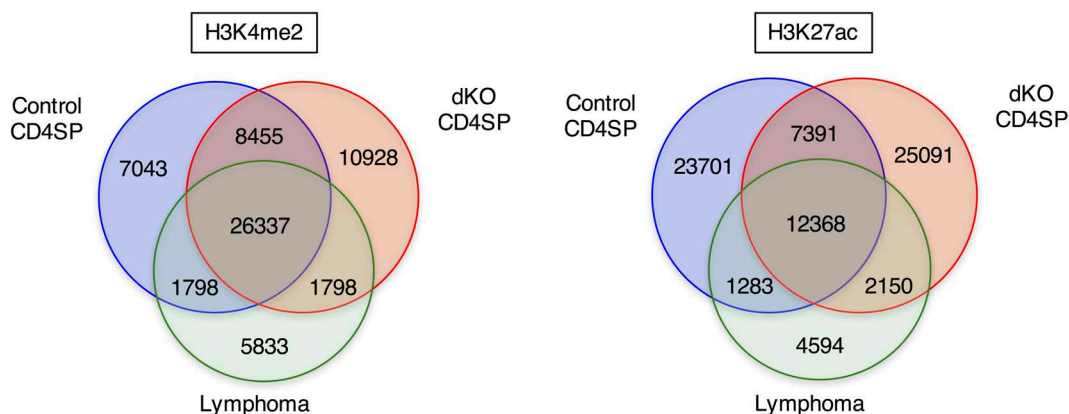 H3K4me2
Control
CD4SP
dKO
CD4SP
8455
7043
10928
26337
1798
1798
5833
Lymphoma
H3K27ac
Control
CD4SP
dKO
CD4SP
7391
23701
25091
12368
1283
2150
4594
Lymphoma